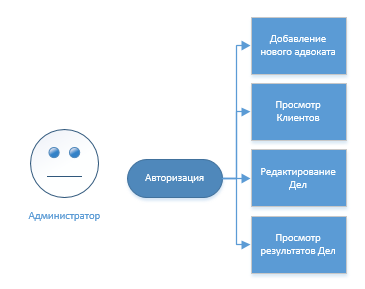 Добавление
нового адвоката
Просмотр
Клиентов
Авторизация
Редактирование
Дел
Администратор
Просмотр
результатов Дел